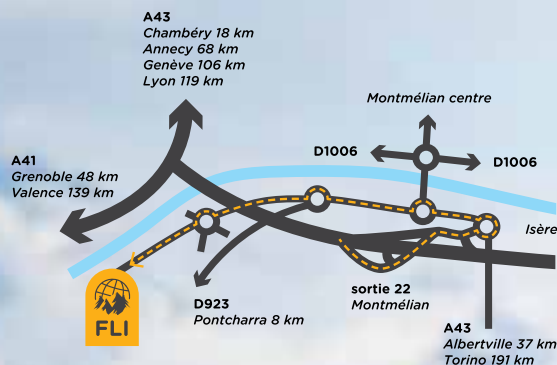 A43
Chambéry 18 km
Annecy 68 km
Genève 106 km
Lyon 119 km
Montmélian centre
D1006
D1006
A41
Grenoble 48 km
Valence 139 km
Isère
D923
Pontcharra 8 km
sortie 22
Montmélian
FLI
A43
Albertville 37 km
Torino 191 km